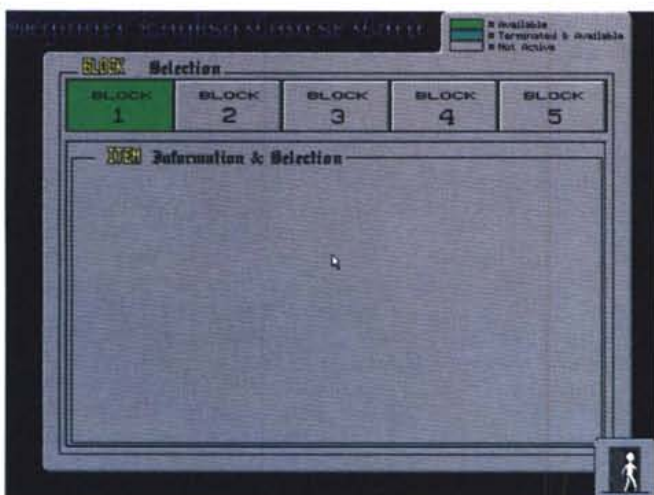 = Available
= Terminated & Available
= Not Active
BLOCK Selection
BLOCK 1
BLOCK 2
BLOCK 3
BLOCK 4
BLOCK 5
ITEM Information & Selection